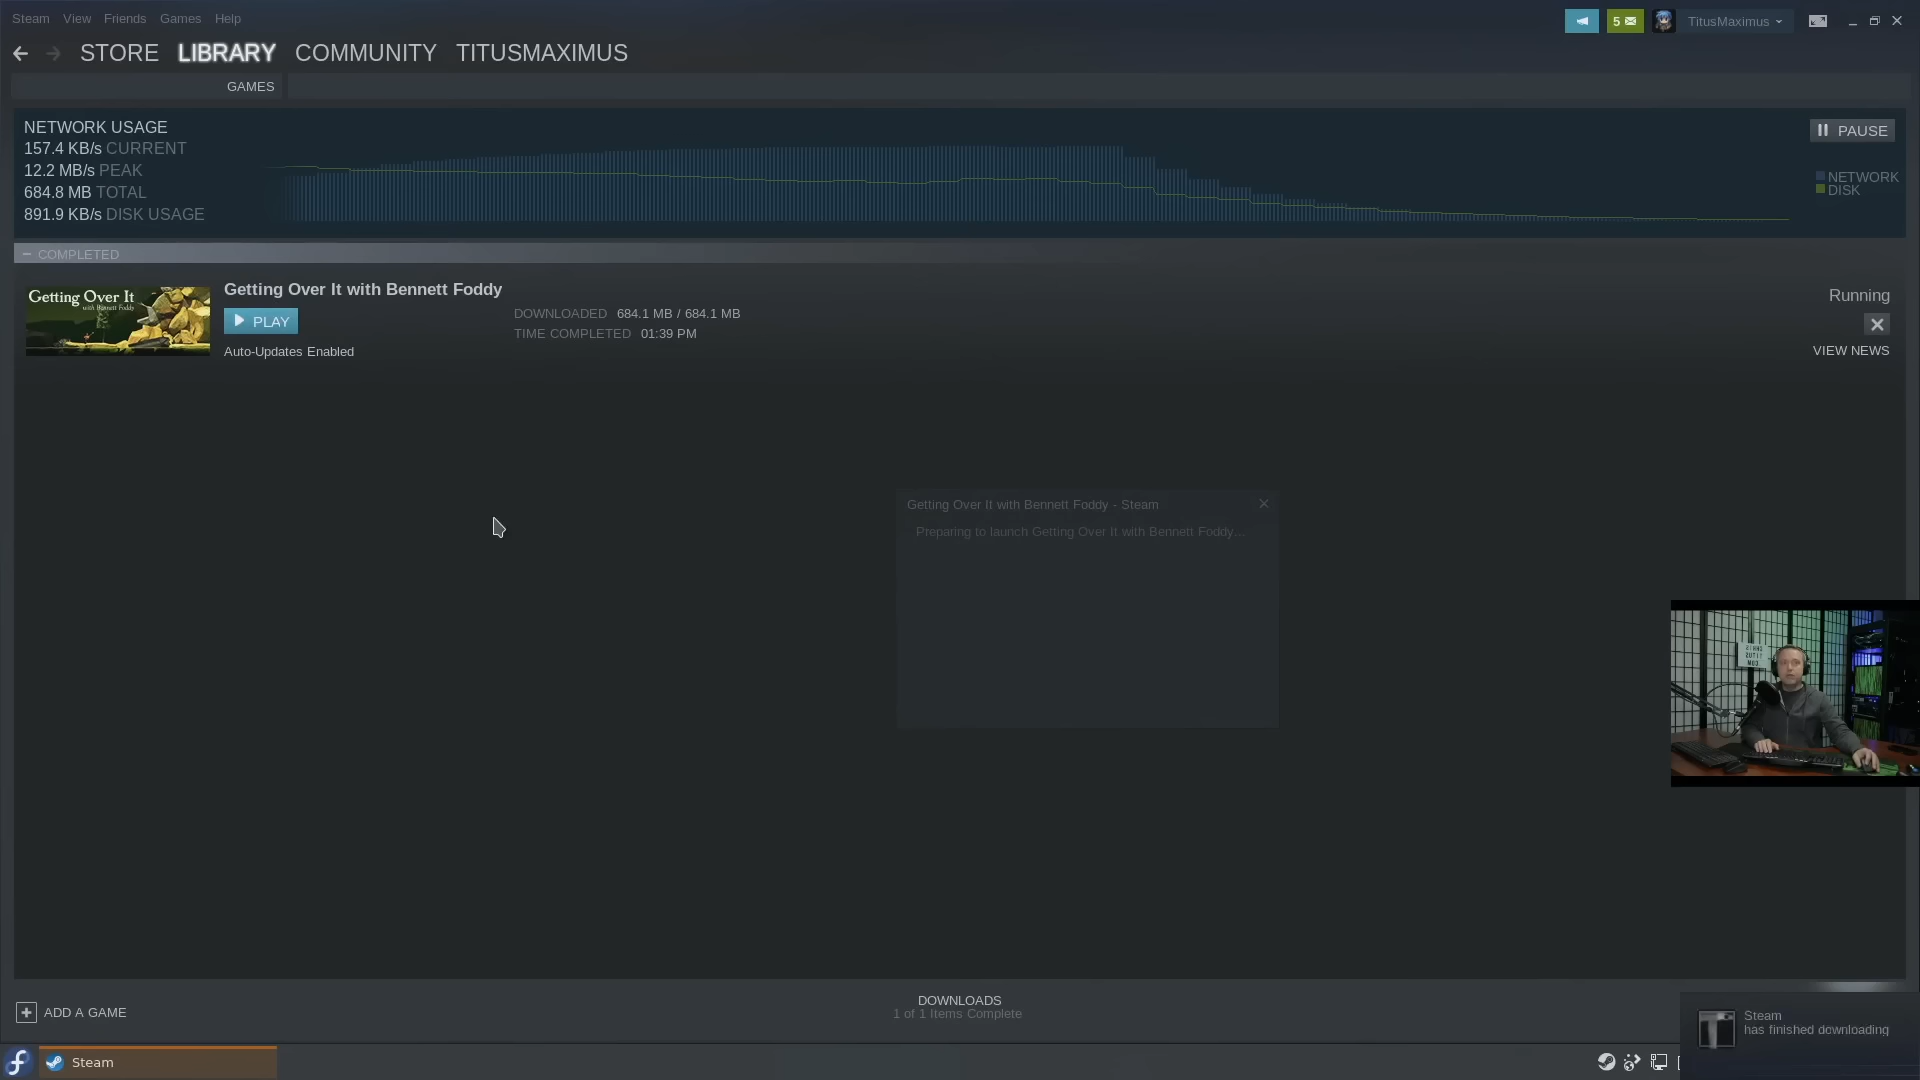 Steam View Friends Games Help
5 TitusMaximus
STORE LIBRARY COMMUNITY TITUSMAXIMUS
GAMES
NETWORK USAGE
157.4 KB/s CURRENT
12.2 MB/s PEAK
684.8 MB TOTAL
891.9 KB/s DISK USAGE
PAUSE
NETWORK
DISK
COMPLETED
Getting Over It
with Bennett Foddy
Getting Over It with Bennett Foddy
PLAY
Auto-Updates Enabled
DOWNLOADED 684.1 MB / 684.1 MB
TIME COMPLETED 01:39 PM
Running
VIEW NEWS
Getting Over It with Bennett Foddy - Steam
Preparing to launch Getting Over It with Bennett Foddy...
ADD A GAME
DOWNLOADS
1 of 1 Items Complete
Steam
has finished downloading
Steam